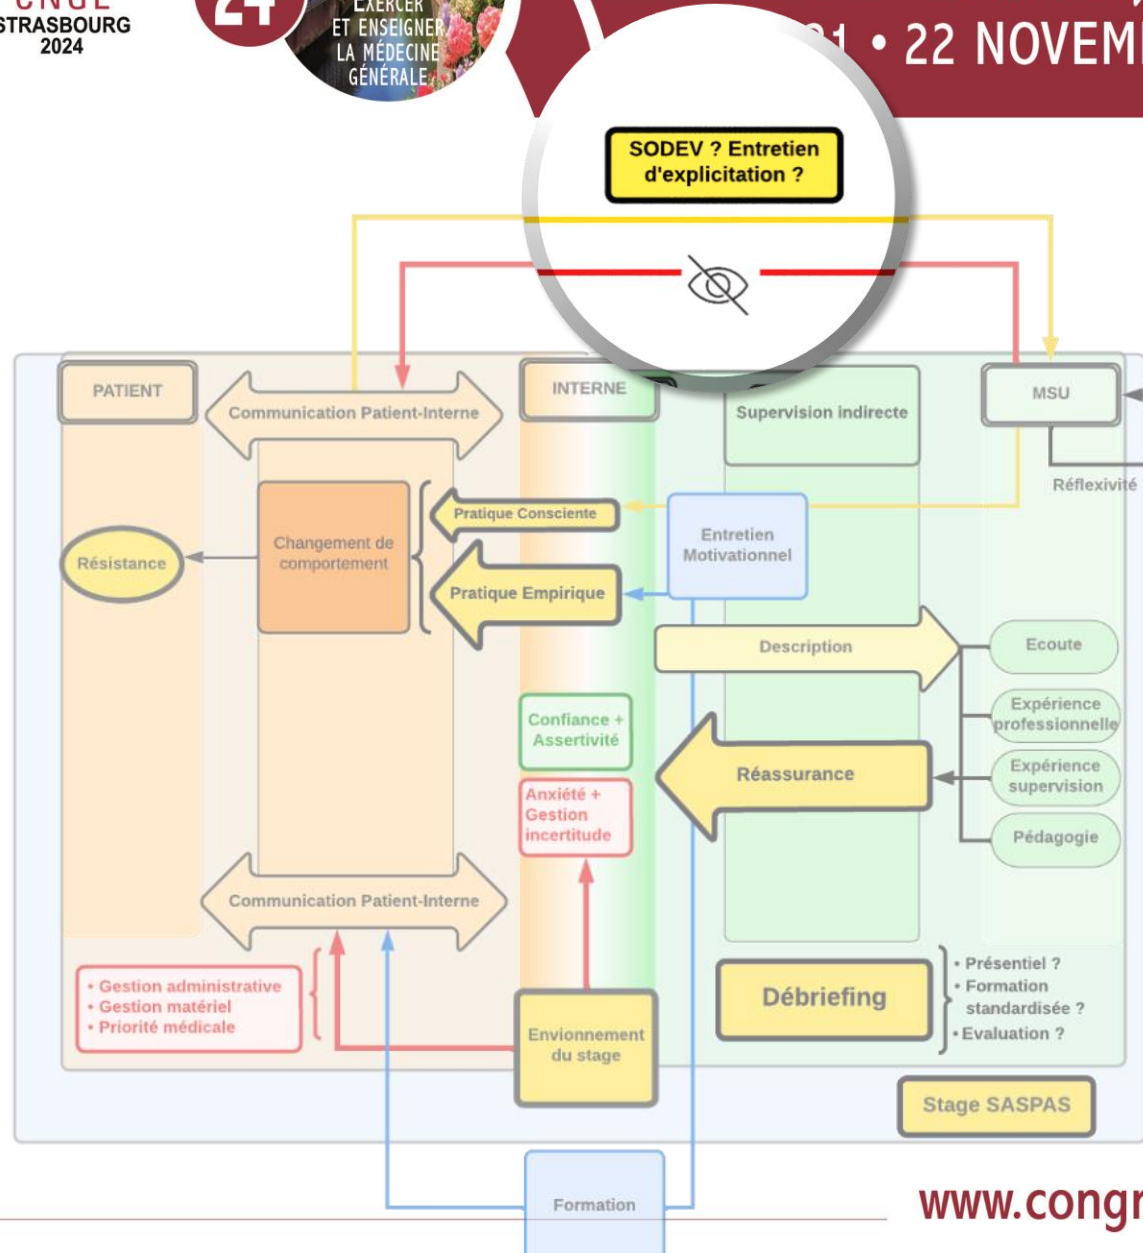 STRASBOURG
2024
24
EXERCER
ET ENSEIGNER
LA MÉDECINE
GÉNÉRALE
• 22 NOVEM
SODEV ? Entretien
d'explicitation ?
PATIENT
Communication Patient-Interne
INTERNE
Supervision indirecte
MSU
Réflexivité
Pratique Consciente
Entretien
Motivationnel
Changement de
comportement
Résistance
Pratique Empirique
Description
Ecoute
Expérience
professionnelle
Confiance +
Assertivité
Réassurance
Expérience
supervision
Anxiété +
Gestion
incertitude
Pédagogie
Communication Patient-Interne
• Gestion administrative
• Gestion matériel
• Priorité médicale
Envionnement
du stage
Débriefing
• Présentiel ?
• Formation
standardisée ?
• Evaluation ?
Stage SASPAS
Formation
www.congr